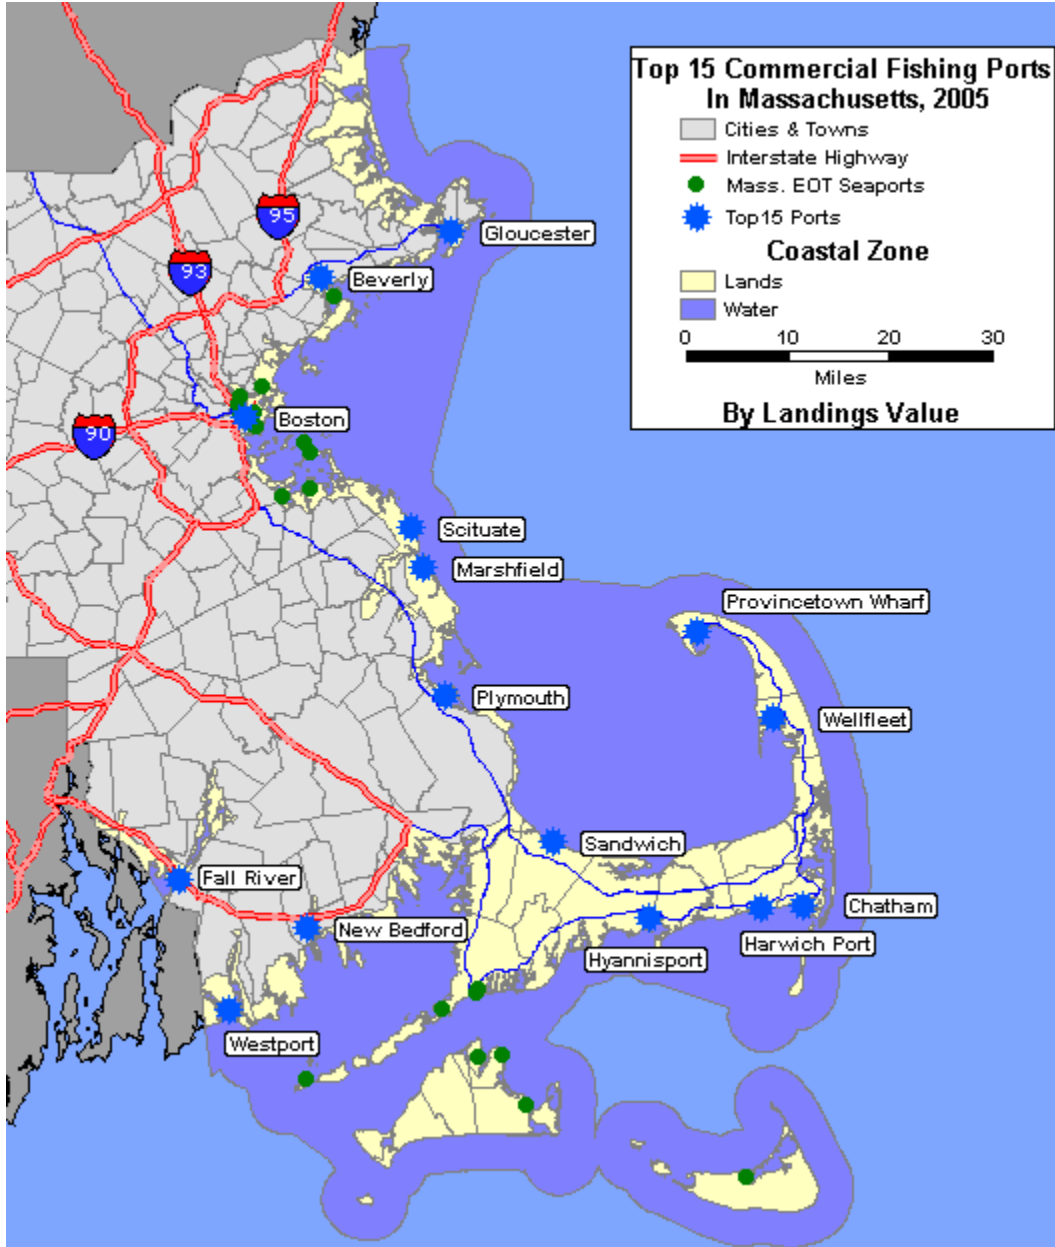 Top 15 Commercial Fishing Ports
In Massachusetts, 2005
Cities & Towns
Interstate Highway
Mass. EOT Seaports
Top15 Ports
Coastal Zone
Lands
Water
0 10 20 30
Miles
By Landings Value
95
Gloucester
93
Beverly
Boston
90
Scituate
Marshfield
Provincetown Wharf
Plymouth
Wellfleet
Sandwich
Fall River
Chatham
New Bedford
Harwich Port
Hyannisport
Westport